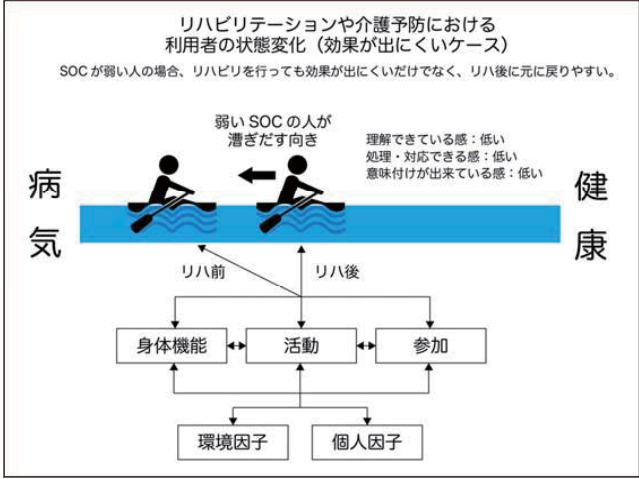 リハビリテーションや介護予防における
利用者の状態変化（効果が出にくいケース）
SOC が弱い人の場合、リハビリを行っても効果が出にくいだけでなく、リハ後に元に戻りやすい。
弱い SOC の人が
漕ぎだす向き
理解できている感：低い
処理・対応できる感：低い
意味付けが出来ている感：低い
病気
健康
リハ前
リハ後
身体機能
活動
参加
環境因子
個人因子